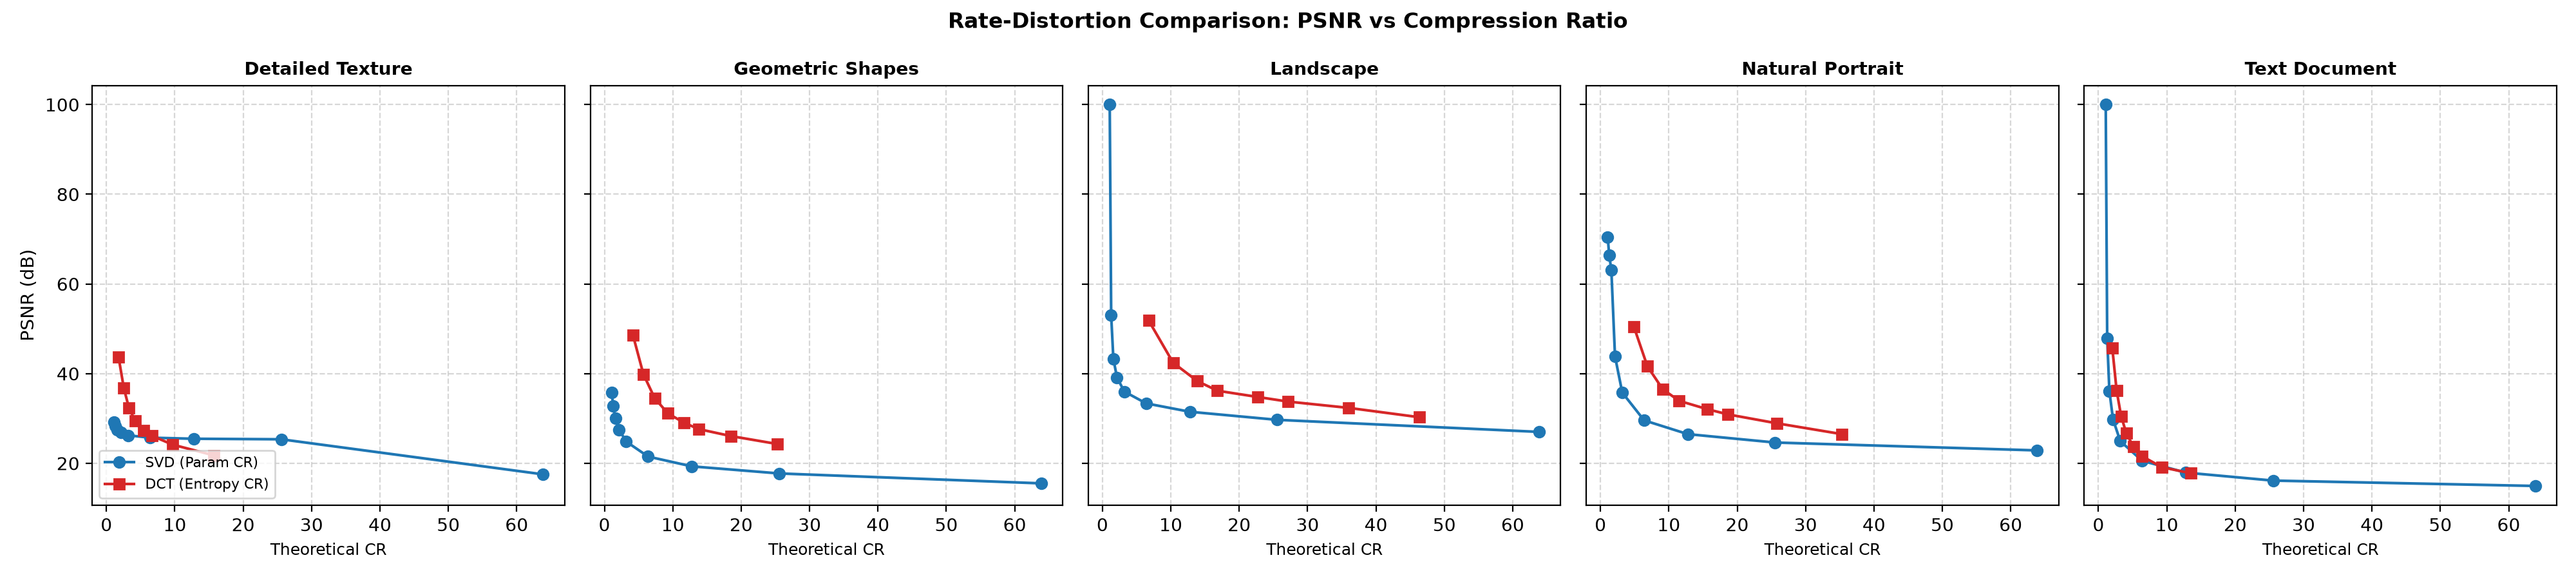 Rate-Distortion Comparison: PSNR vs Compression Ratio
Detailed Texture
Geometric Shapes
Landscape
Natural Portrait
Text Document
PSNR (dB)
100
80
60
40
20
SVD (Param CR)
DCT (Entropy CR)
0 10 20 30 40 50 60
0 10 20 30 40 50 60
0 10 20 30 40 50 60
0 10 20 30 40 50 60
0 10 20 30 40 50 60
Theoretical CR
Theoretical CR
Theoretical CR
Theoretical CR
Theoretical CR